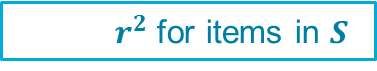 r² for items in S